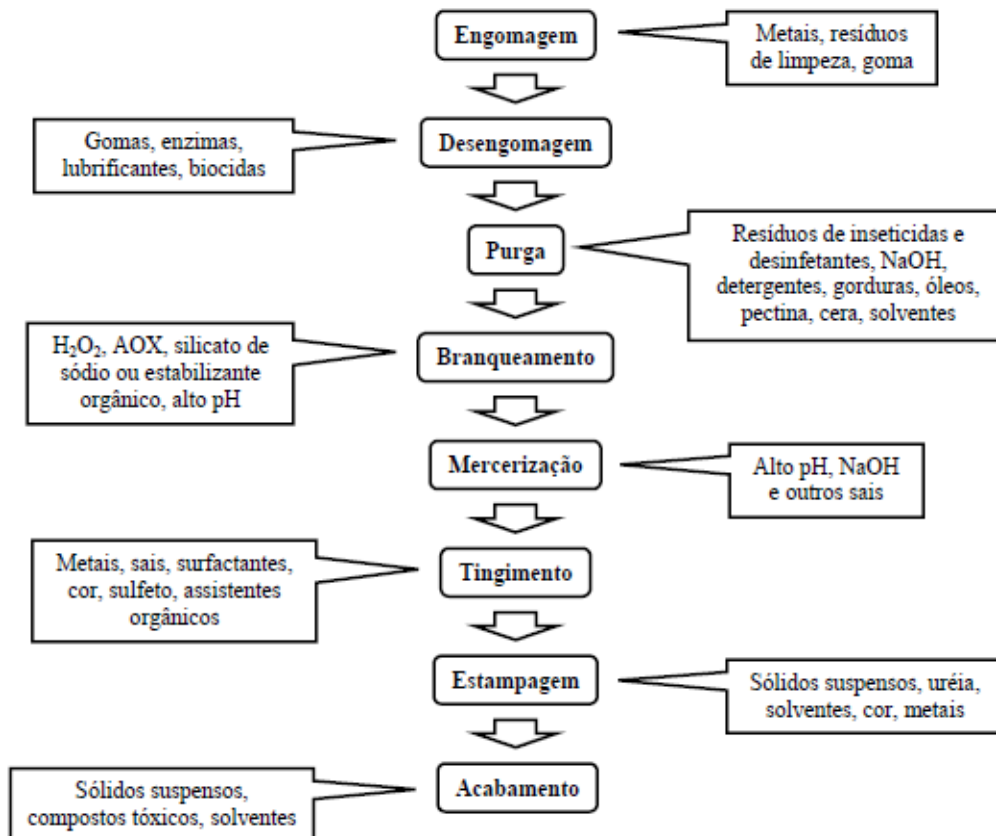 Engomagem
Metais, resíduos
de limpeza, goma
Gomas, enzimas,
lubrificantes, biocidas
Desengomagem
Purga
Resíduos de inseticidas e
desinfetantes, NaOH,
detergentes, gorduras, óleos,
pectina, cera, solventes
H₂O₂, AOX, silicato de
sódio ou estabilizante
orgânico, alto pH
Branqueamento
Mercerização
Alto pH, NaOH
e outros sais
Metais, sais, surfactantes,
cor, sulfeto, assistentes
orgânicos
Tingimento
Estampagem
Sólidos suspensos, uréia,
solventes, cor, metais
Sólidos suspensos,
compostos tóxicos, solventes
Acabamento